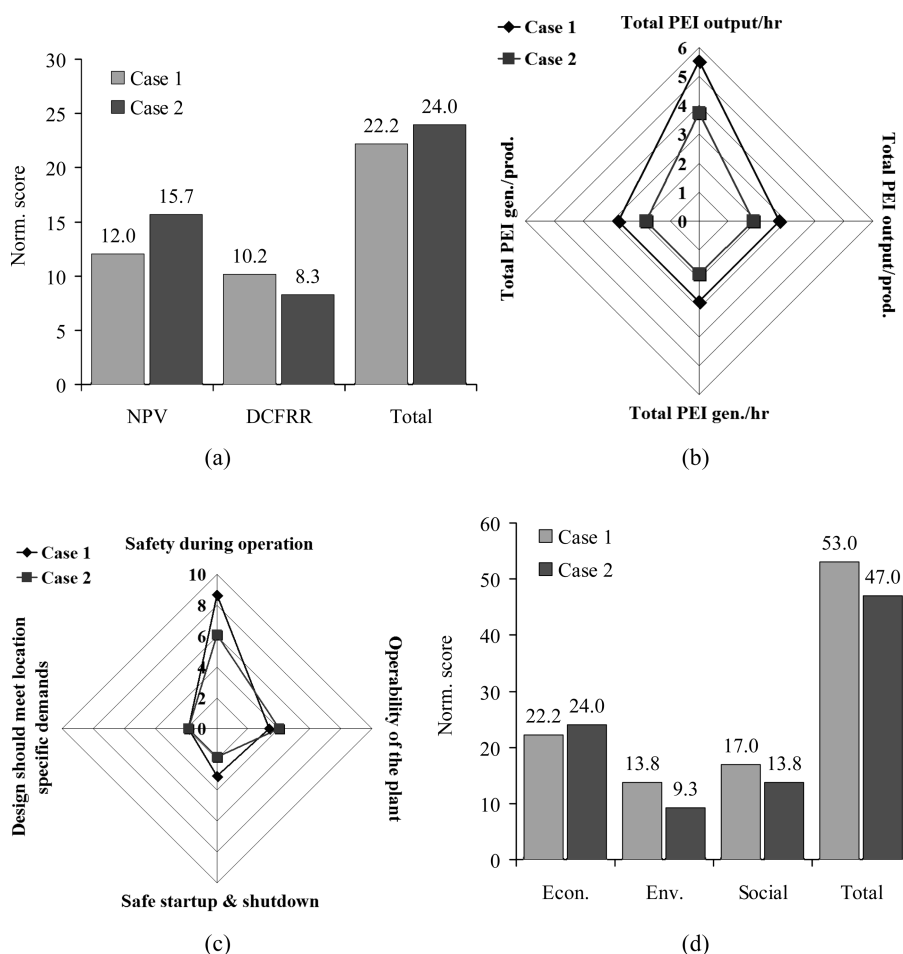 Case 1
Case 2
Norm. score
30
25
20
15
10
5
0
12.0
15.7
10.2
8.3
22.2
24.0
NPV
DCFRR
Total
(a)
Case 1
Case 2
Total PEI output/hr
6
5
4
3
2
1
0
Total PEI gen./prod.
Total PEI
output/prod.
Total PEI gen./hr
(b)
Case 1
Case 2
Safety during operation
10
8
6
4
2
0
Design should meet location
specific demands
Operability of the plant
Safe startup & shutdown
(c)
Case 1
Case 2
Norm. score
60
50
40
30
20
10
0
22.2
24.0
13.8
9.3
17.0
13.8
53.0
47.0
Econ.
Env.
Social
Total
(d)